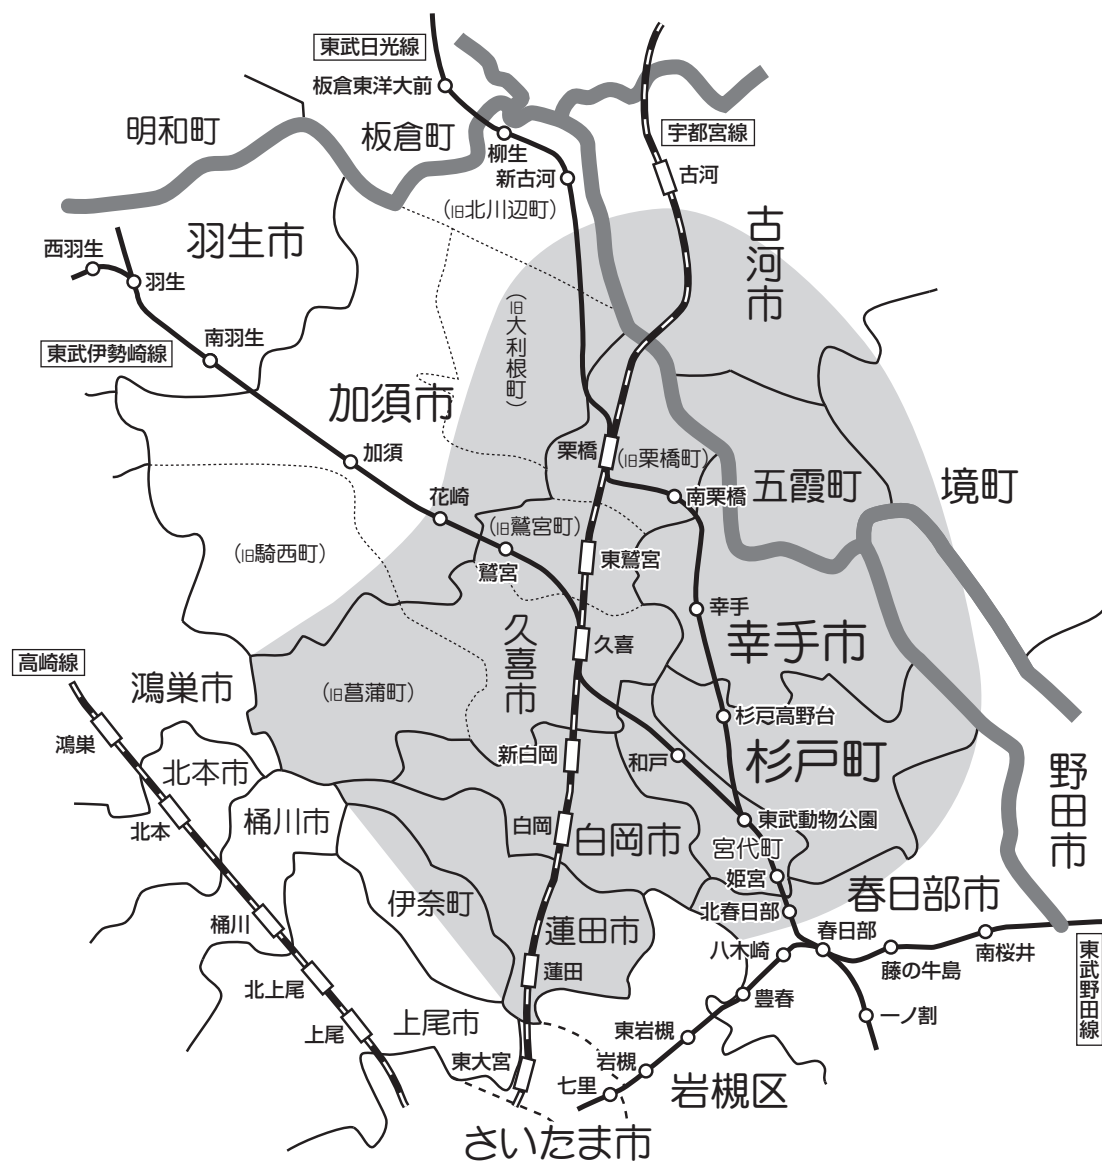 東武日光線
板倉東洋大前
明和町
板倉町
宇都宮線
柳生
新古河
古河
(旧北川辺町)
古河市
羽生市
西羽生
羽生
(旧大利根町)
南羽生
東武伊勢崎線
加須市
加須
栗橋
(旧栗橋町)
南栗橋
五霞町
境町
花崎
(旧鷲宮町)
(旧騎西町)
鷲宮
東鷲宮
幸手
久喜市
久喜
幸手市
高崎線
鴻巣市
(旧菖蒲町)
杉戸高野台
鴻巣
新白岡
和戸
杉戸町
北本市
野田市
北本
桶川市
白岡
白岡市
東武動物公園
宮代町
姫宮
伊奈町
春日部市
蓮田市
北春日部
桶川
春日部
八木崎
藤の牛島
南桜井
東武野田線
北上尾
蓮田
豊春
上尾
上尾市
東岩槻
一ノ割
東大宮
岩槻
七里
岩槻区
さいたま市